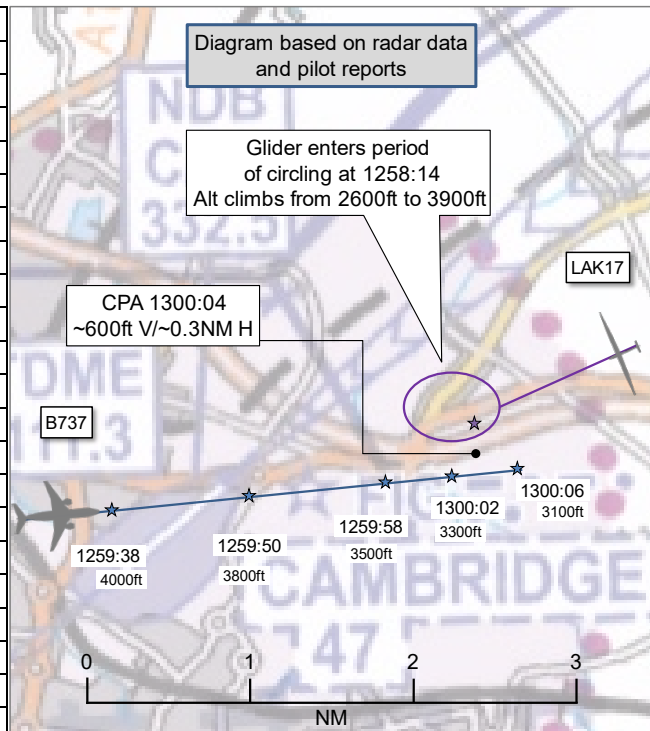 Diagram based on radar data
and pilot reports
NDB
332.5
Glider enters period
of circling at 1258:14
Alt climbs from 2600ft to 3900ft
LAK17
CPA 1300:04
~600ft V/~0.3NM H
B737
1259:38
4000ft
1259:50
3800ft
1259:58
3500ft
1300:02
3300ft
1300:06
3100ft
CAMBRIDGE
47
0 1 2 3
NM